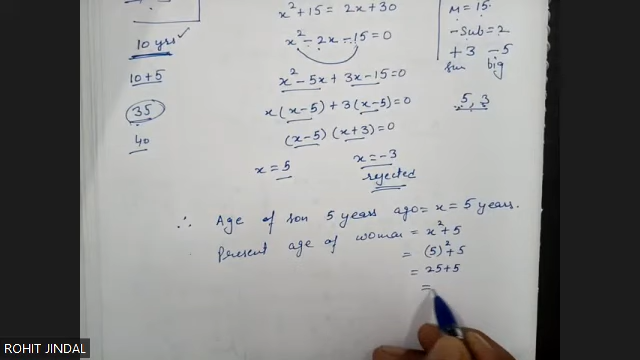 x² + 15 = 2x + 30
x² - 2x - 15 = 0
x² - 5x + 3x - 15 = 0
x(x-5) + 3(x-5) = 0
(x-5) (x+3) = 0
x = 5 x = -3
rejected
10 yrs
10+5
35
40
M = 15
- Sub = 2
+3 -5
big
5, 3
∴ Age of son 5 years ago = x = 5 years.
Present age of woman = x² + 5
= (5)² + 5
= 25+5
=
ROHIT JINDAL